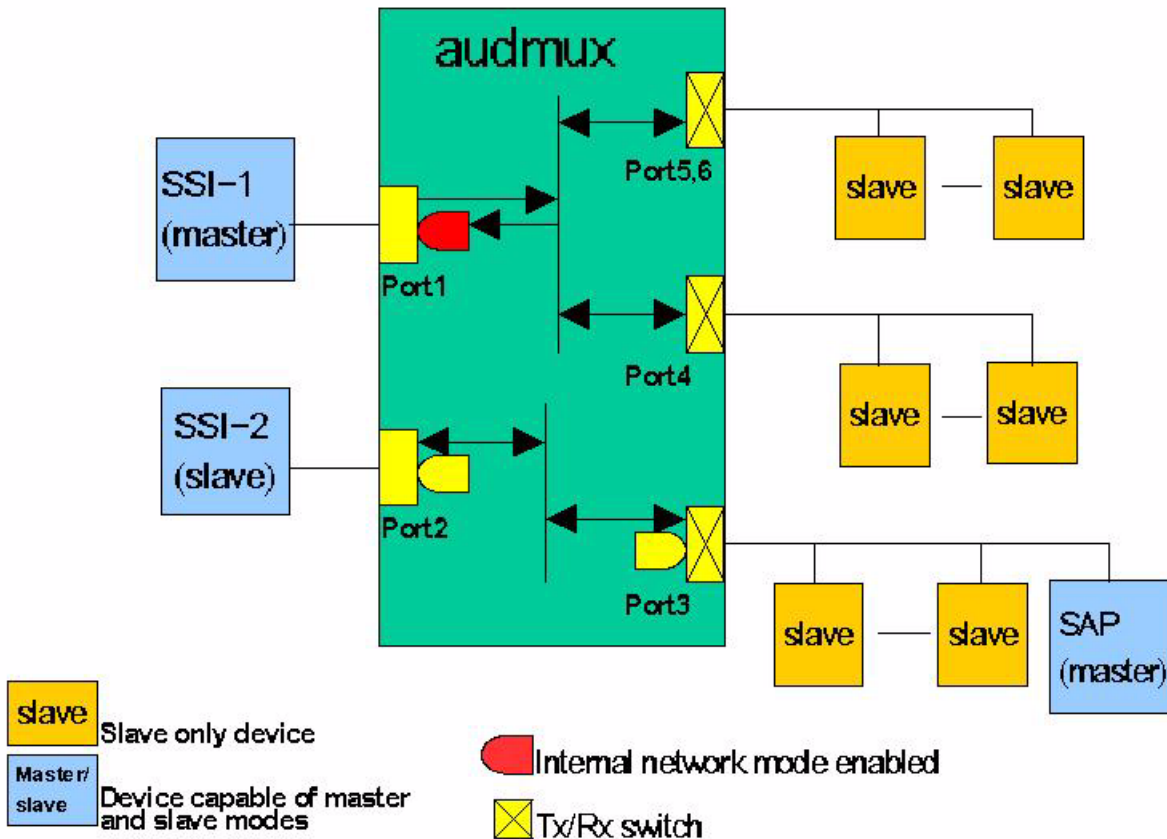 audmux
SSI-1
(master)
Port1
Port5,6
slave
slave
Port4
slave
slave
SSI-2
(slave)
Port2
Port3
slave
slave
SAP
(master)
slave
Slave only device
Master/
slave
Device capable of master
and slave modes
Internal network mode enabled
Tx/Rx switch